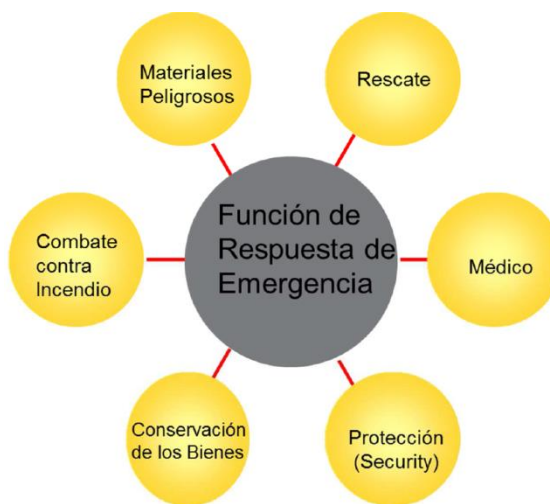 Materiales
Peligrosos
Rescate
Función de
Respuesta de
Emergencia
Combate
contra
Incendio
Médico
Conservación
de los Bienes
Protección
(Security)